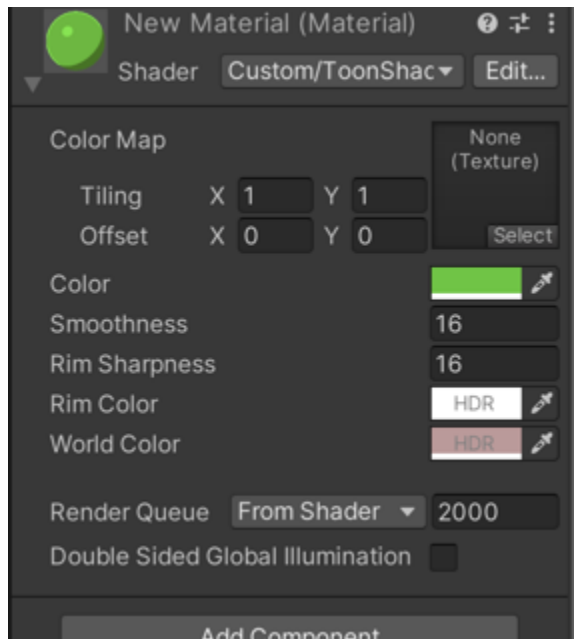 New Material (Material)
Shader Custom/ToonShac Edit...
Color Map
None
(Texture)
Tiling X 1 Y 1
Offset X 0 Y 0
Select
Color
Smoothness 16
Rim Sharpness 16
Rim Color HDR
World Color HDR
Render Queue From Shader 2000
Double Sided Global Illumination
Add Component